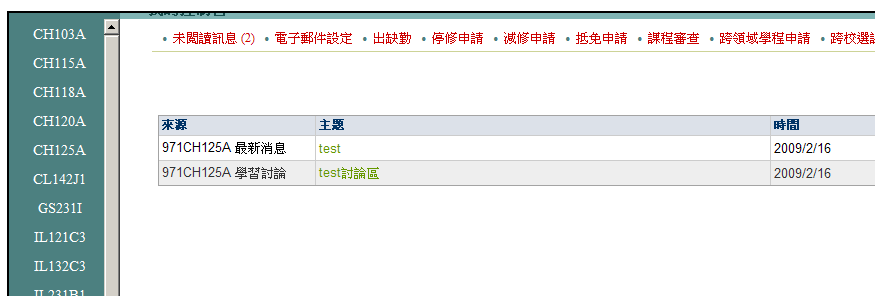 CH103A
CH115A
CH118A
CH120A
CH125A
CL142J1
GS231I
IL121C3
IL132C3
IL231B1
• 未閱讀訊息 (2) • 電子郵件設定 • 出缺勤 • 停修申請 • 減修申請 • 抵免申請 • 課程審查 • 跨領域學程申請 • 跨校選
來源 主題 時間
971CH125A 最新消息 test 2009/2/16
971CH125A 學習討論 test討論區 2009/2/16